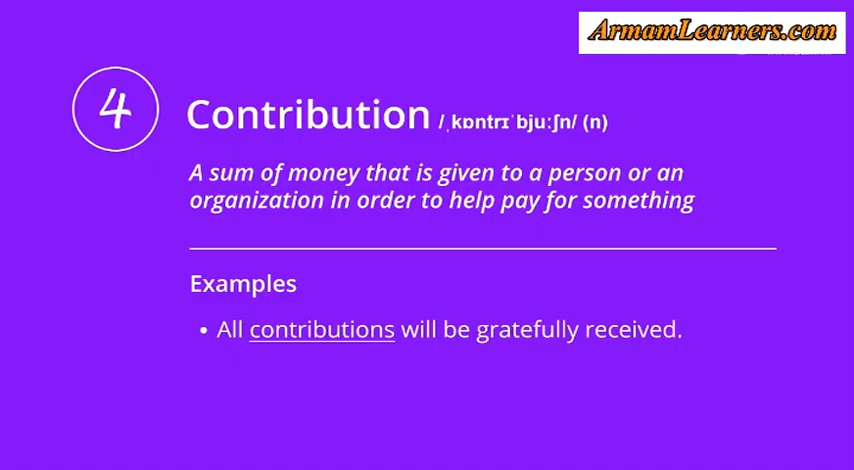 ArmamLearners.com
4
Contribution /ˌkɒntrɪˈbjuːʃn/ (n)
A sum of money that is given to a person or an
organization in order to help pay for something
Examples
• All contributions will be gratefully received.